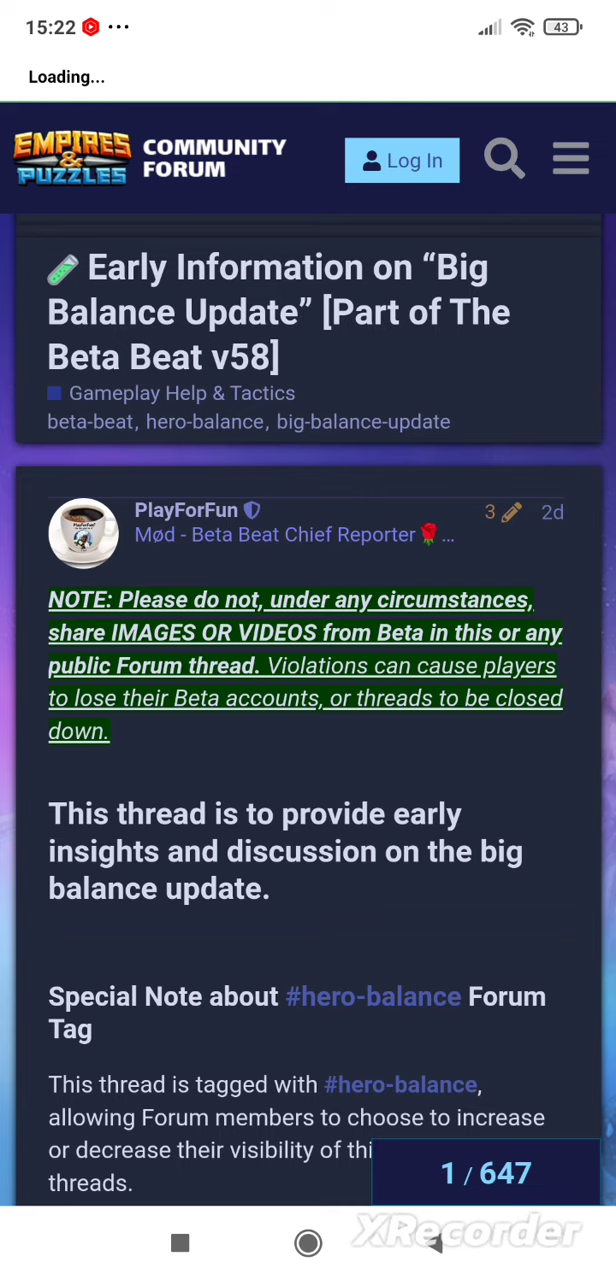 15:22
43
Loading...
EMPIRES
&
PUZZLES
COMMUNITY
FORUM
Log In
Early Information on “Big
Balance Update” [Part of The
Beta Beat v58]
Gameplay Help & Tactics
beta-beat, hero-balance, big-balance-update
PlayForFun
3
2d
Mød - Beta Beat Chief Reporter🌹...
NOTE: Please do not, under any circumstances,
share IMAGES OR VIDEOS from Beta in this or any
public Forum thread. Violations can cause players
to lose their Beta accounts, or threads to be closed
down.
This thread is to provide early
insights and discussion on the big
balance update.
Special Note about #hero-balance Forum
Tag
This thread is tagged with #hero-balance,
allowing Forum members to choose to increase
or decrease their visibility of
threads.
1 / 647
XRecorder